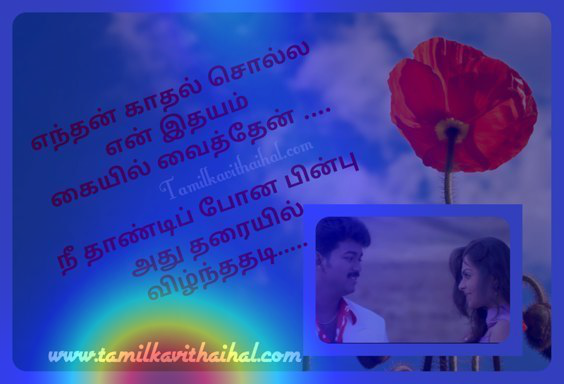 எந்தன் காதல் சொல்ல
என் இதயம்
கையில் வைத்தேன் ....
Tamilkavithaihal.com
நீ தாண்டிப் போன பின்பு
அது தரையில்
விழ்ந்ததடி.....
www.tamilkavithaihal.com